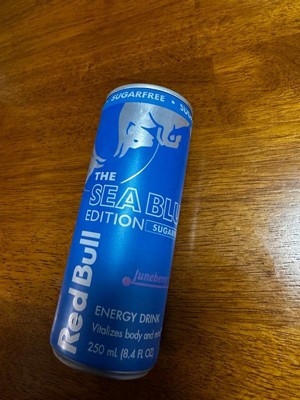 SUGARFREE
THE
SEA BLU
EDITION SUGARF
Juneberry
Red Bull
ENERGY DRINK
Vitalizes body and
250 mL (8.4 FL OZ)